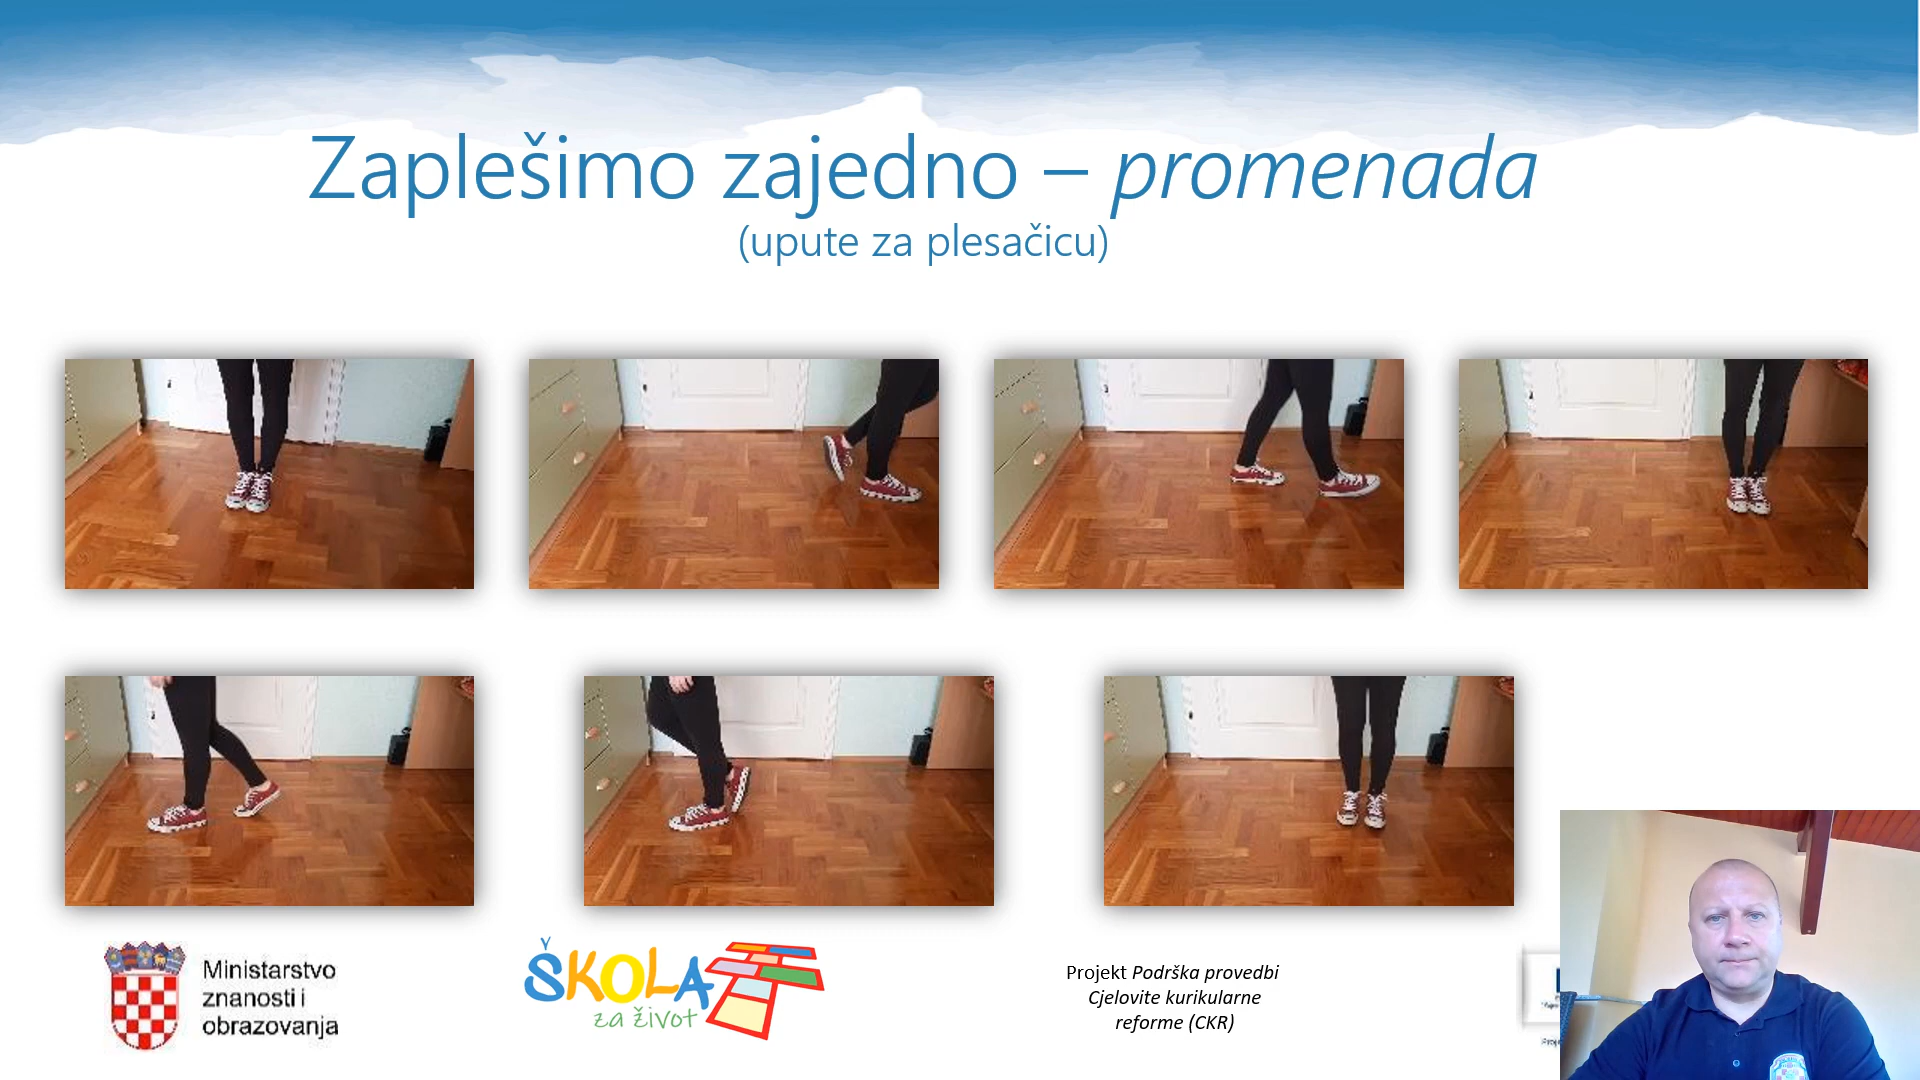 Zaplešimo zajedno – promenada
(upute za plesačicu)
Ministarstvo
znanosti i
obrazovanja
ŠKOLA
za život
Projekt Podrška provedbi
Cjelovite kurikularne
reforme (CKR)